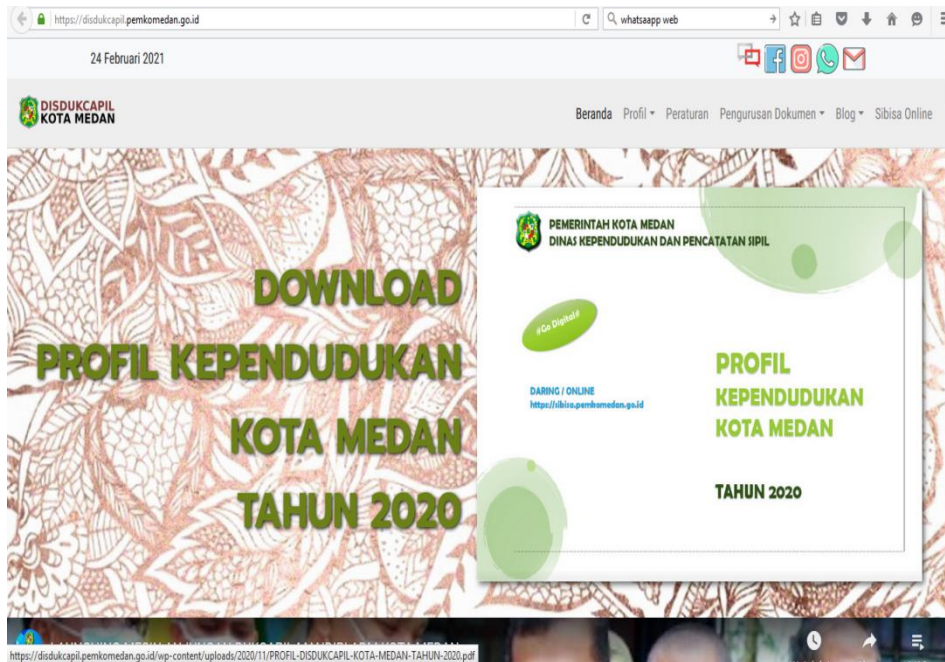 https://disdukcapil.pemkomedan.go.id
whatsaapp web
24 Februari 2021
DISDUKCAPIL
KOTA MEDAN
Beranda Profil Peraturan Pengurusan Dokumen Blog Sibisa Online
DOWNLOAD
PROFIL KEPENDUDUKAN
KOTA MEDAN
TAHUN 2020
PEMERINTAH KOTA MEDAN
DINAS KEPENDUDUKAN DAN PENCATATAN SIPIL
#Go Digital#
DARING / ONLINE
https://sibisa.pemkomedan.go.id
PROFIL
KEPENDUDUKAN
KOTA MEDAN
TAHUN 2020
https://disdukcapil.pemkomedan.go.id/wp-content/uploads/2020/11/PROFIL-DISDUKCAPIL-KOTA-MEDAN-TAHUN-2020.pdf